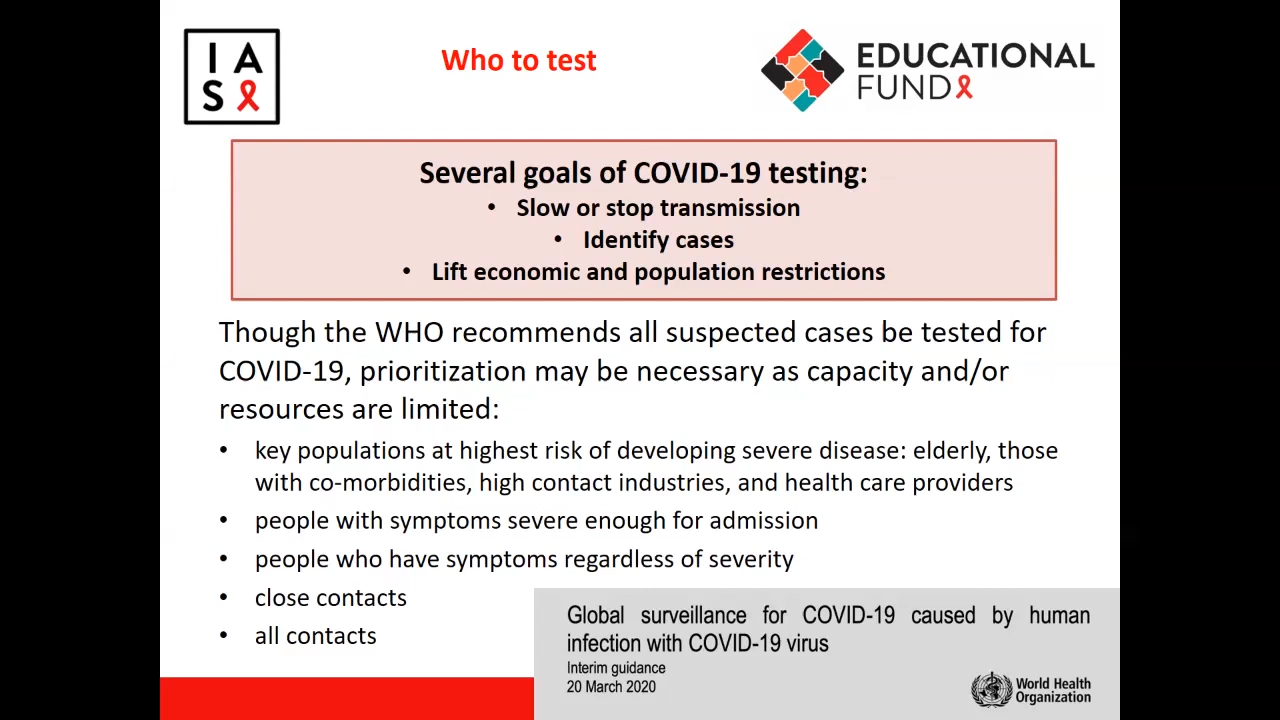 IA
S
Who to test
EDUCATIONAL
FUND
Several goals of COVID-19 testing:
• Slow or stop transmission
• Identify cases
• Lift economic and population restrictions
Though the WHO recommends all suspected cases be tested for
COVID-19, prioritization may be necessary as capacity and/or
resources are limited:
• key populations at highest risk of developing severe disease: elderly, those
with co-morbidities, high contact industries, and health care providers
• people with symptoms severe enough for admission
• people who have symptoms regardless of severity
• close contacts
• all contacts
Global surveillance for COVID-19 caused by human
infection with COVID-19 virus
Interim guidance
20 March 2020
World Health
Organization